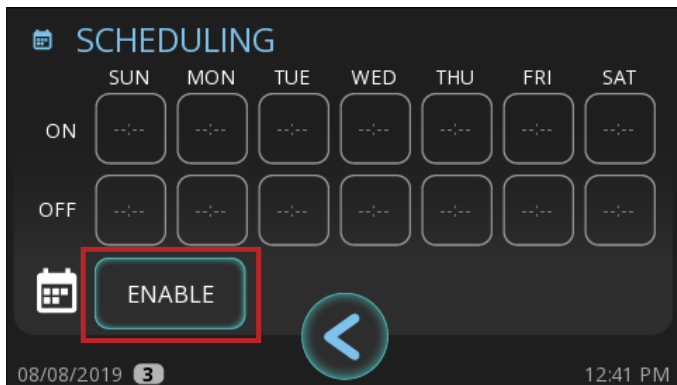 SCHEDULING
SUN MON TUE WED THU FRI SAT
ON --:-- --:-- --:-- --:-- --:-- --:-- --:--
OFF --:-- --:-- --:-- --:-- --:-- --:-- --:--
ENABLE
08/08/2019 3 12:41 PM